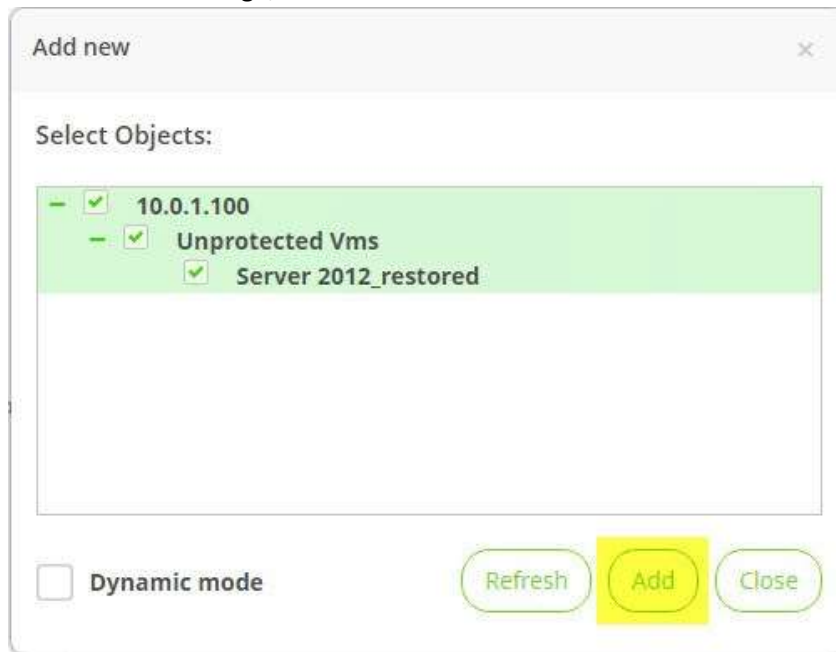 Add new
Select Objects:
10.0.1.100
Unprotected Vms
Server 2012_restored
Dynamic mode
Refresh
Add
Close